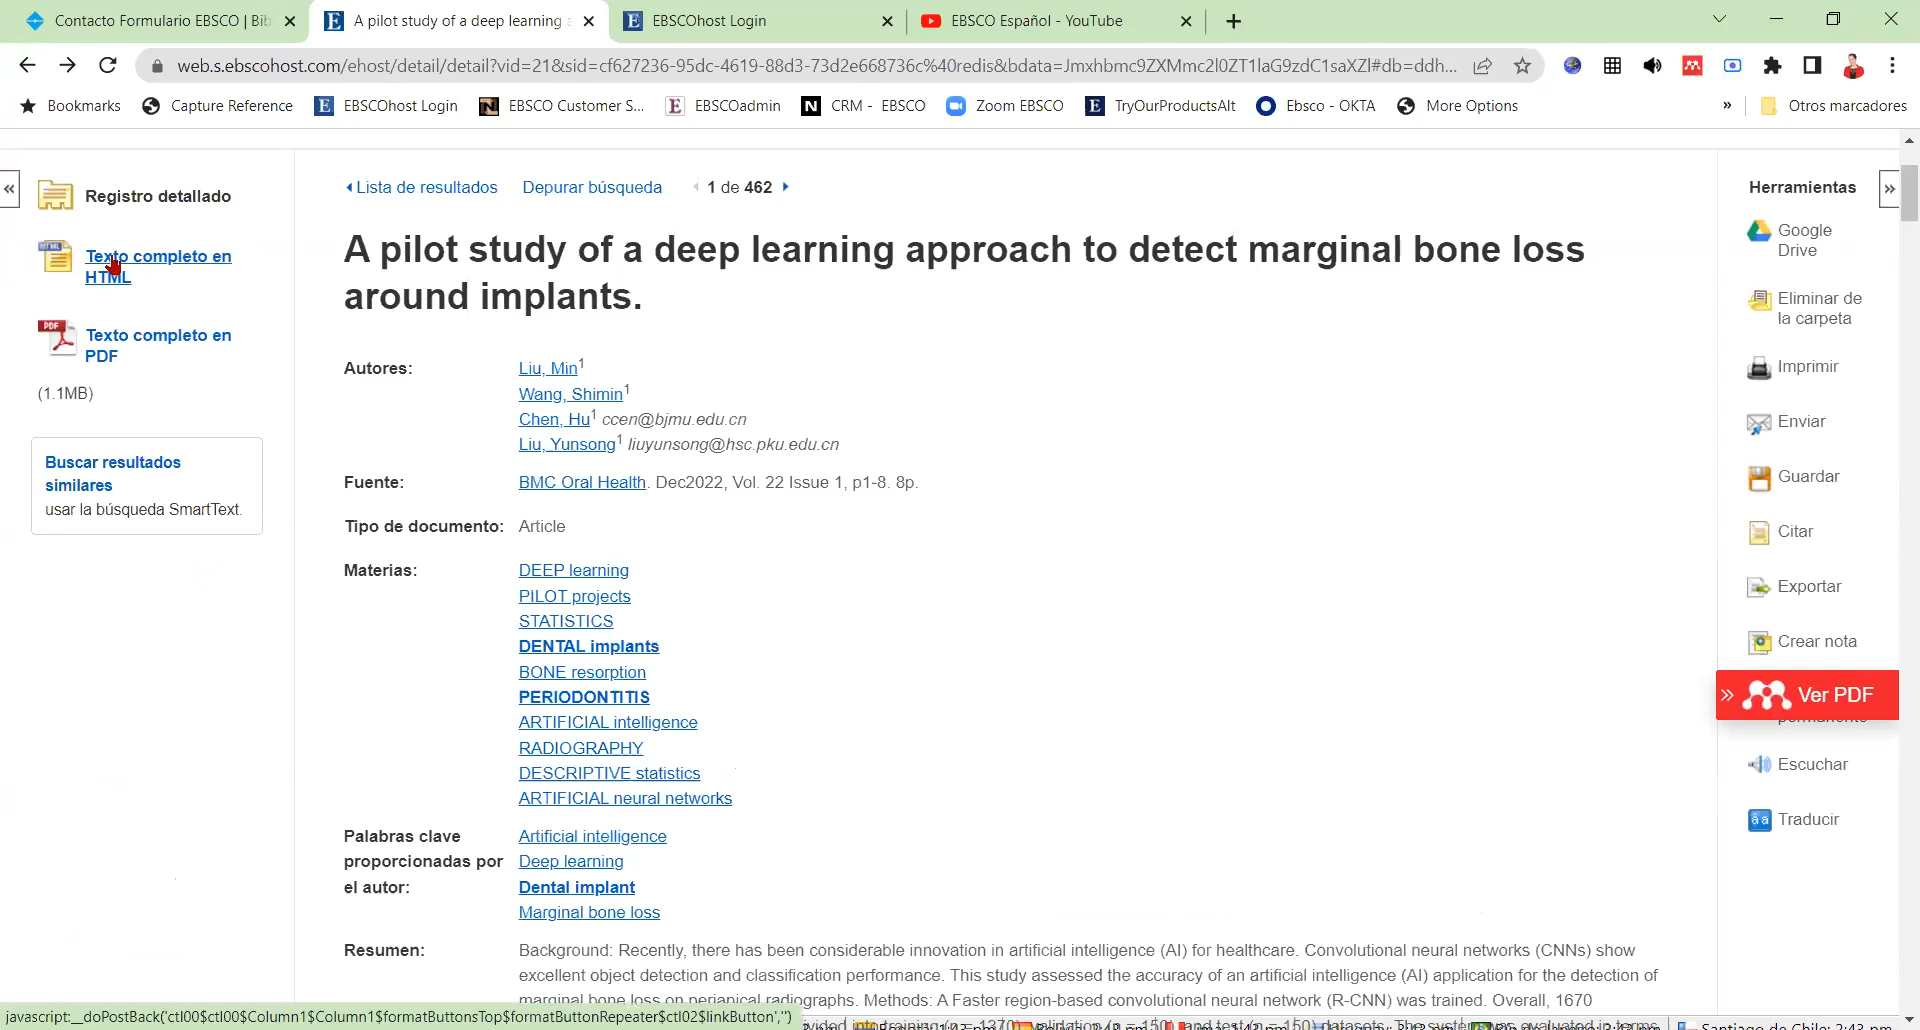 Contacto Formulario EBSCO | Bib
A pilot study of a deep learning a
EBSCOhost Login
EBSCO Español - YouTube
web.s.ebscohost.com/ehost/detail/detail?vid=21&sid=cf627236-95dc-4619-88d3-73d2e668736c%40redis&bdata=Jmxhbmc9ZXMmc2l0ZT1laG9zdC1saXZl#db=ddh...
Bookmarks
Capture Reference
EBSCOhost Login
EBSCO Customer S...
EBSCOadmin
CRM - EBSCO
Zoom EBSCO
TryOurProductsAlt
Ebsco - OKTA
More Options
»
Otros marcadores
«
Registro detallado
Texto completo en
HTML
Texto completo en
PDF
(1.1MB)
Buscar resultados
similares
usar la búsqueda SmartText.
Lista de resultados
Depurar búsqueda
1 de 462
A pilot study of a deep learning approach to detect marginal bone loss
around implants.
Autores:
Liu, Min1
Wang, Shimin1
Chen, Hu1 ccen@bjmu.edu.cn
Liu, Yunsong1 liuyunsong@hsc.pku.edu.cn
Fuente:
BMC Oral Health. Dec2022, Vol. 22 Issue 1, p1-8. 8p.
Tipo de documento:
Article
Materias:
DEEP learning
PILOT projects
STATISTICS
DENTAL implants
BONE resorption
PERIODONTITIS
ARTIFICIAL intelligence
RADIOGRAPHY
DESCRIPTIVE statistics
ARTIFICIAL neural networks
Palabras clave
proporcionadas por
el autor:
Artificial intelligence
Deep learning
Dental implant
Marginal bone loss
Resumen:
Background: Recently, there has been considerable innovation in artificial intelligence (AI) for healthcare. Convolutional neural networks (CNNs) show
excellent object detection and classification performance. This study assessed the accuracy of an artificial intelligence (AI) application for the detection of
marginal bone loss on periapical radiographs. Methods: A Faster region-based convolutional neural network (R-CNN) was trained. Overall, 1670
Herramientas
»
Google
Drive
Eliminar de
la carpeta
Imprimir
Enviar
Guardar
Citar
Exportar
Crear nota
» Ver PDF
permanente
Escuchar
Traducir
javascript:__doPostBack('ctl00$ctl00$Column1$Column1$formatButtonsTop$formatButtonRepeater$ctl02$linkButton','')
Santiago de Chile: 2:43 pm